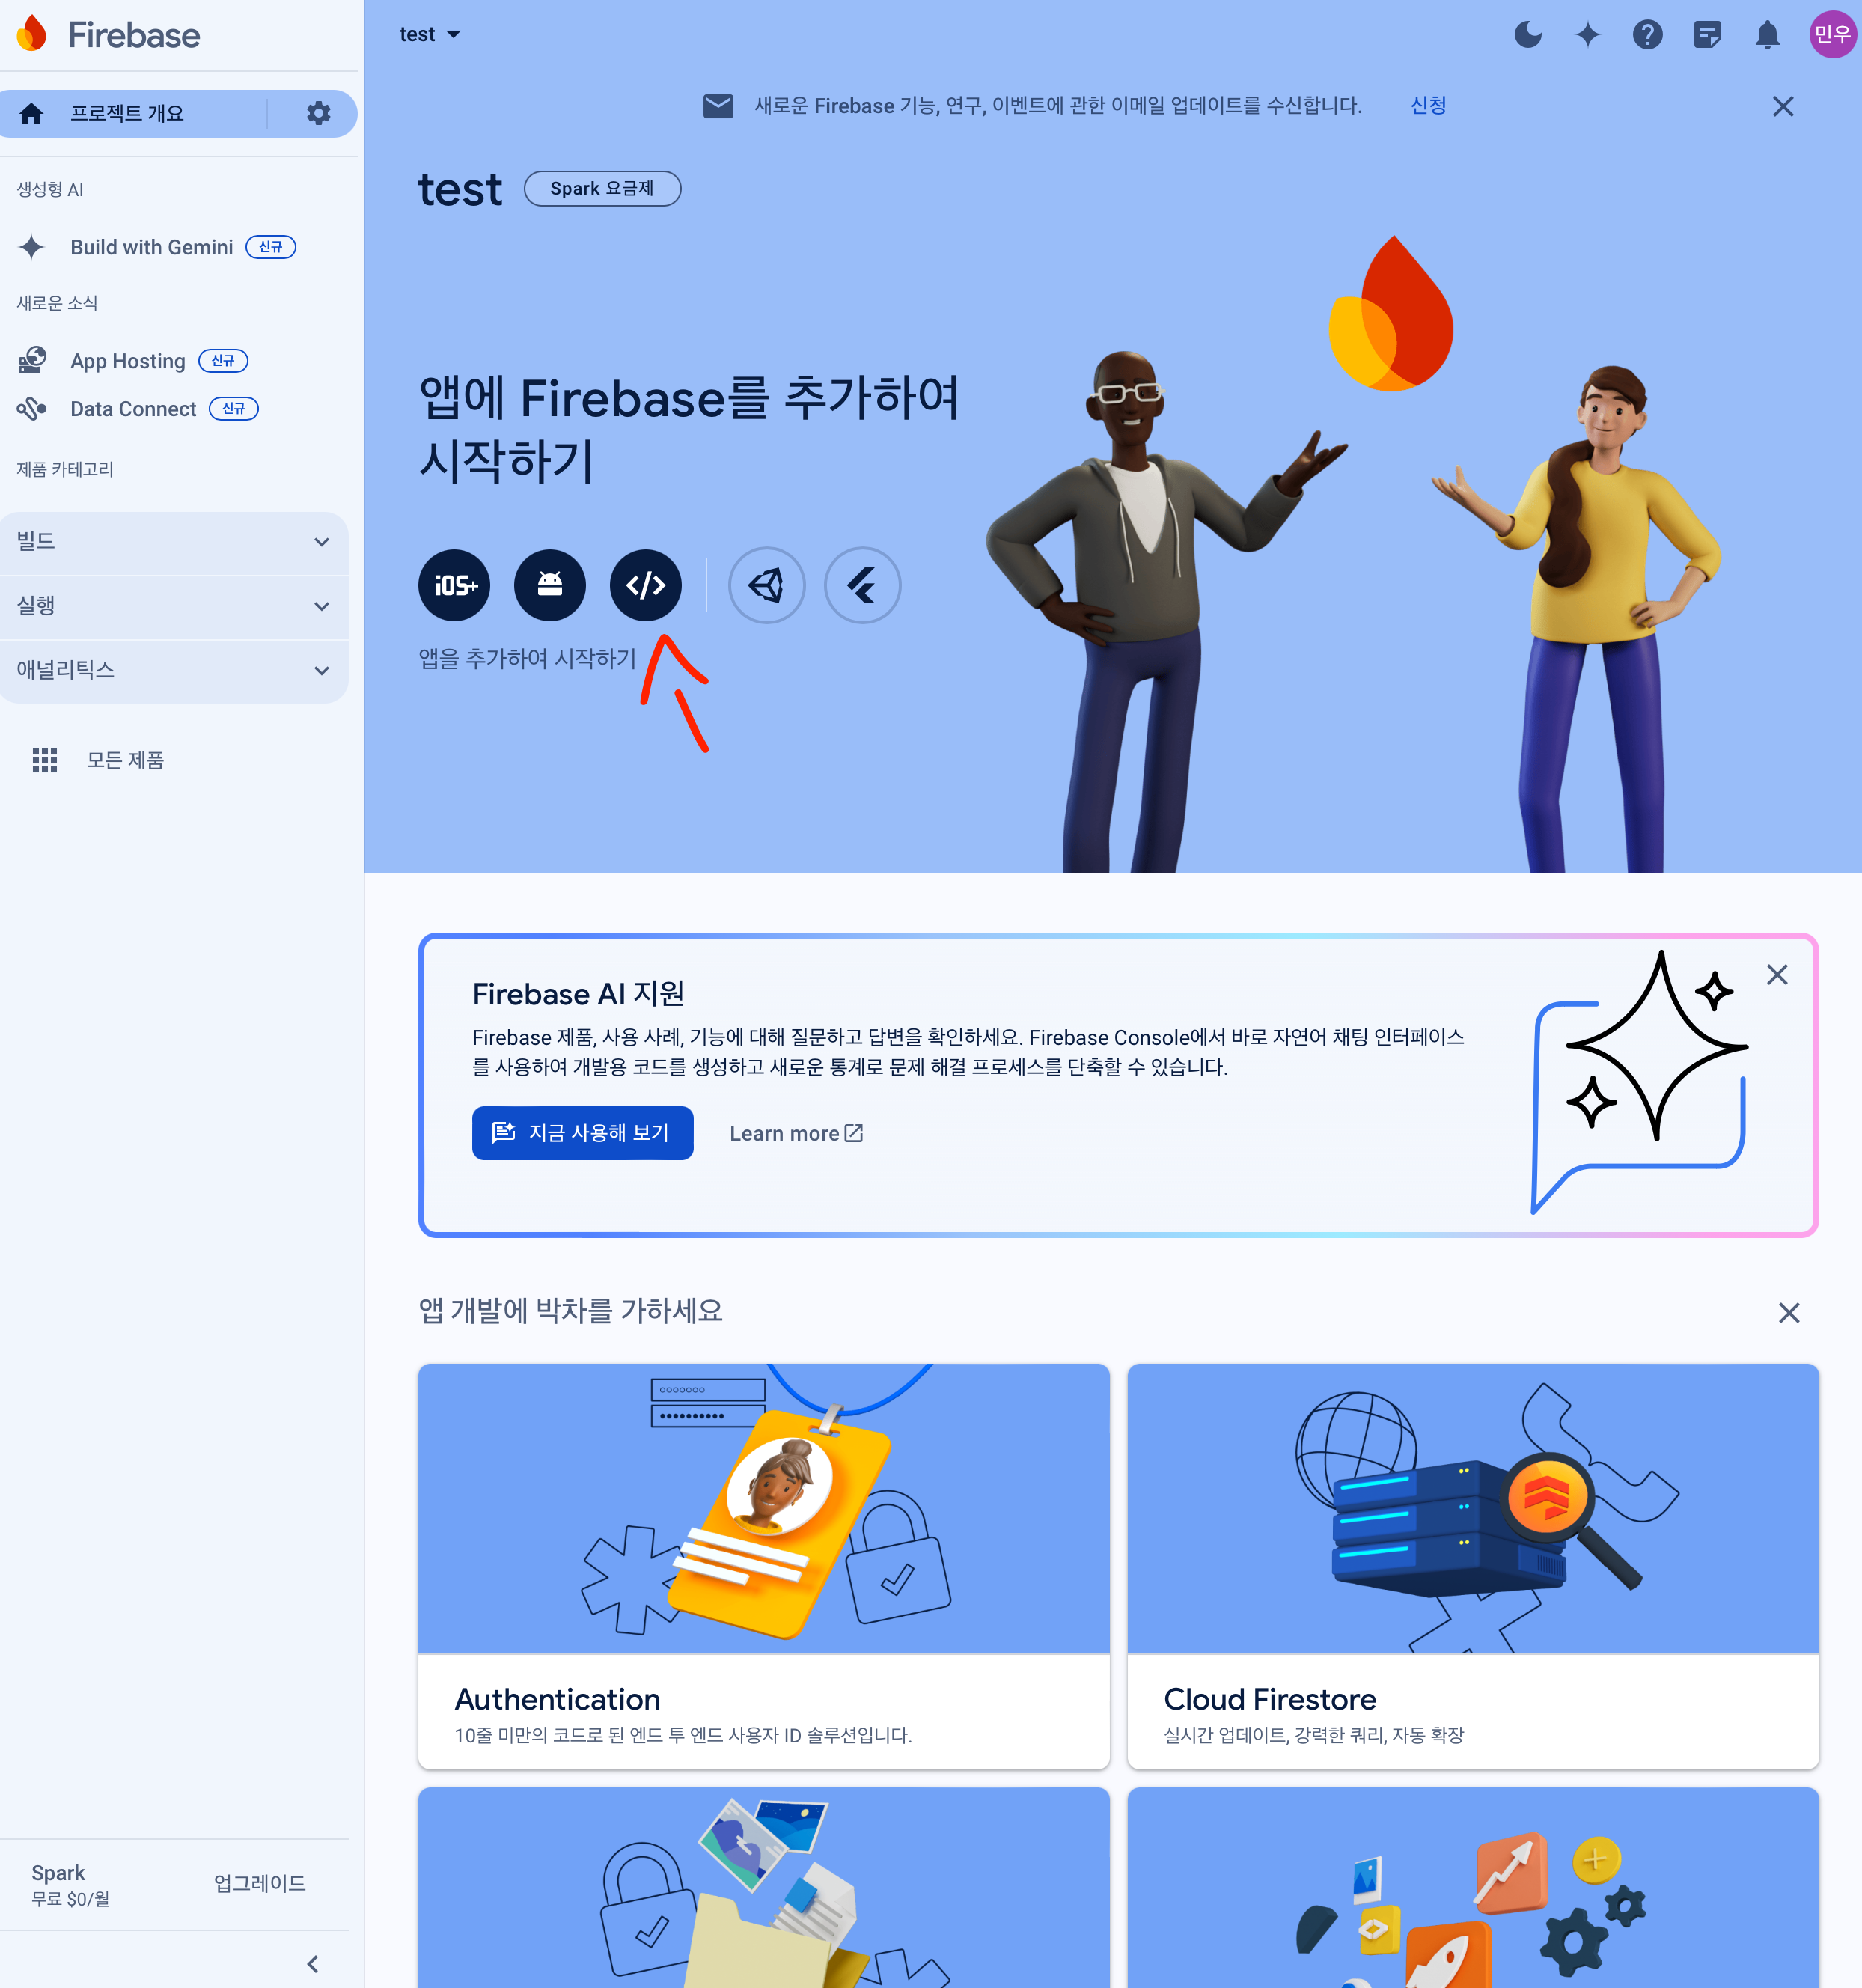 Firebase
프로젝트 개요
생성형 AI
Build with Gemini 신규
새로운 소식
App Hosting 신규
Data Connect 신규
제품 카테고리
빌드
실행
애널리틱스
모든 제품
Spark
무료 $0/월
업그레이드
test
민우
새로운 Firebase 기능, 연구, 이벤트에 관한 이메일 업데이트를 수신합니다. 신청
test Spark 요금제
앱에 Firebase를 추가하여
시작하기
iOS+
앱을 추가하여 시작하기
Firebase AI 지원
Firebase 제품, 사용 사례, 기능에 대해 질문하고 답변을 확인하세요. Firebase Console에서 바로 자연어 채팅 인터페이스
를 사용하여 개발용 코드를 생성하고 새로운 통계로 문제 해결 프로세스를 단축할 수 있습니다.
지금 사용해 보기 Learn more
앱 개발에 박차를 가하세요
Authentication
10줄 미만의 코드로 된 엔드 투 엔드 사용자 ID 솔루션입니다.
Cloud Firestore
실시간 업데이트, 강력한 쿼리, 자동 확장